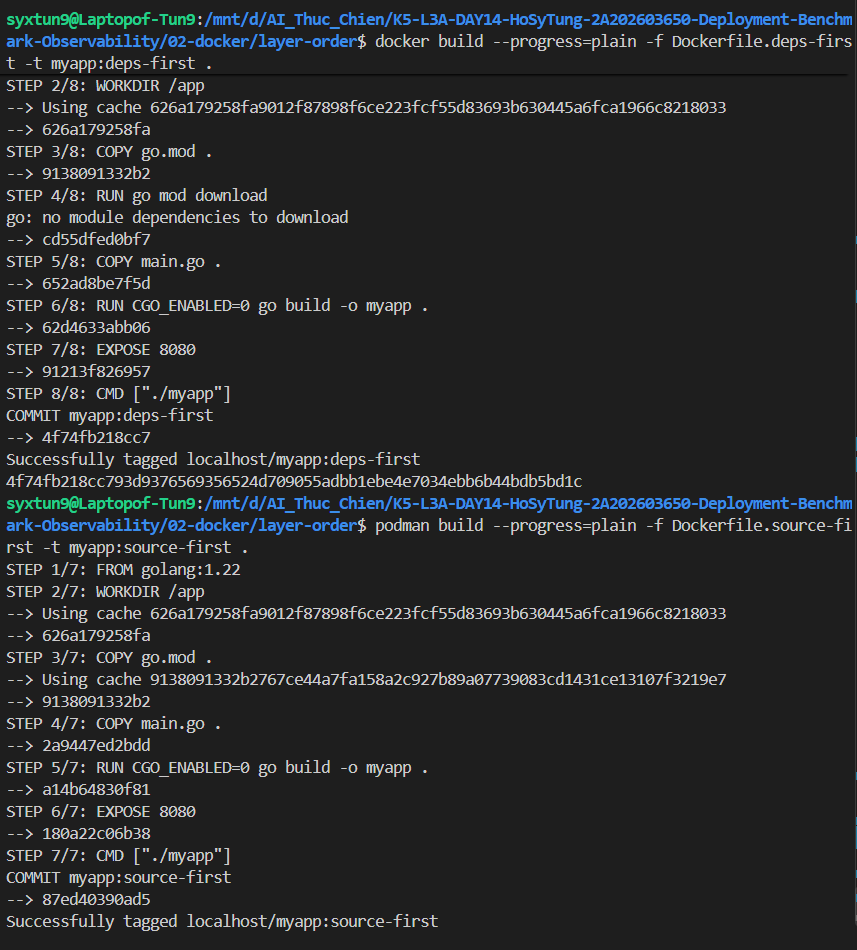 syxtun9@Laptopof-Tun9:/mnt/d/AI_Thuc_Chien/K5-L3A-DAY14-HoSyTung-2A202603650-Deployment-Benchm
ark-Observability/02-docker/layer-order$ docker build --progress=plain -f Dockerfile.deps-firs
t -t myapp:deps-first .
STEP 2/8: WORKDIR /app
--> Using cache 626a179258fa9012f87898f6ce223fcf55d83693b630445a6fca1966c8218033
--> 626a179258fa
STEP 3/8: COPY go.mod .
--> 9138091332b2
STEP 4/8: RUN go mod download
go: no module dependencies to download
--> cd55dfed0bf7
STEP 5/8: COPY main.go .
--> 652ad8be7f5d
STEP 6/8: RUN CGO_ENABLED=0 go build -o myapp .
--> 62d4633abb06
STEP 7/8: EXPOSE 8080
--> 91213f826957
STEP 8/8: CMD ["./myapp"]
COMMIT myapp:deps-first
--> 4f74fb218cc7
Successfully tagged localhost/myapp:deps-first
4f74fb218cc793d9376569356524d709055adbb1ebe4e7034ebb6b44bdb5bd1c
syxtun9@Laptopof-Tun9:/mnt/d/AI_Thuc_Chien/K5-L3A-DAY14-HoSyTung-2A202603650-Deployment-Benchm
ark-Observability/02-docker/layer-order$ podman build --progress=plain -f Dockerfile.source-fi
rst -t myapp:source-first .
STEP 1/7: FROM golang:1.22
STEP 2/7: WORKDIR /app
--> Using cache 626a179258fa9012f87898f6ce223fcf55d83693b630445a6fca1966c8218033
--> 626a179258fa
STEP 3/7: COPY go.mod .
--> Using cache 9138091332b2767ce44a7fa158a2c927b89a07739083cd1431ce13107f3219e7
--> 9138091332b2
STEP 4/7: COPY main.go .
--> 2a9447ed2bdd
STEP 5/7: RUN CGO_ENABLED=0 go build -o myapp .
--> a14b64830f81
STEP 6/7: EXPOSE 8080
--> 180a22c06b38
STEP 7/7: CMD ["./myapp"]
COMMIT myapp:source-first
--> 87ed40390ad5
Successfully tagged localhost/myapp:source-first